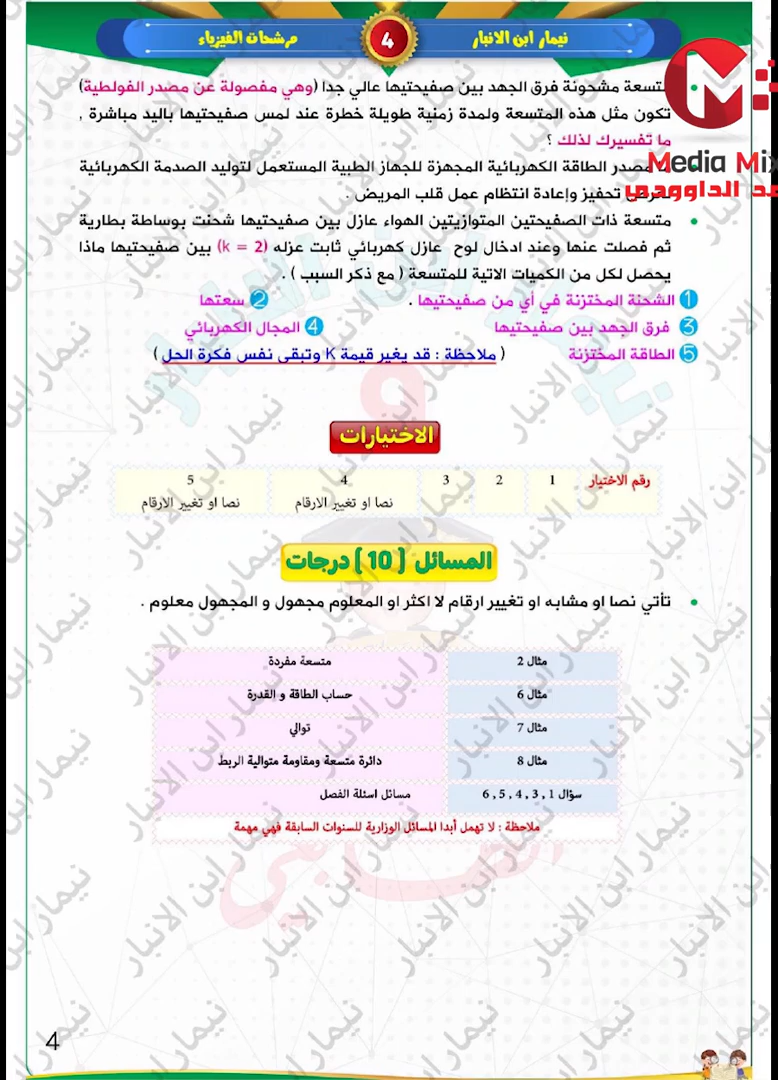 نيمار ابن الانبار 4 مرشحات الفيزياء
متسعة مشحونة فرق الجهد بين صفيحتيها عالي جدا (وهي مفصولة عن مصدر الفولطية)
تكون مثل هذه المتسعة ولمدة زمنية طويلة خطرة عند لمس صفيحتيها باليد مباشرة .
ما تفسيرك لذلك ؟
Media Mix
مصدر الطاقة الكهربائية المجهزة للجهاز الطبية المستعمل لتوليد الصدمة الكهربائية
تحفيز وإعادة انتظام عمل قلب المريض .
د الداوودي
• متسعة ذات الصفيحتين المتوازيتين الهواء عازل بين صفيحتيها شحنت بوساطة بطارية
ثم فصلت عنها وعند ادخال لوح عازل كهربائي ثابت عزله (k = 2) بين صفيحتيها ماذا
يحصل لكل من الكميات الاتية للمتسعة ( مع ذكر السبب ) .
1 الشحنة المختزنة في أي من صفيحتيها . 2 سعتها
3 فرق الجهد بين صفيحتيها 4 المجال الكهربائي
5 الطاقة المختزنة ( ملاحظة : قد يغير قيمة K وتبقى نفس فكرة الحل )
الاختيارات
رقم الاختيار 1 2 3 4 5
نصا او تغيير الارقام نصا او تغيير الارقام
المسائل ( 10 ) درجات
• تأتي نصا او مشابه او تغيير ارقام لا اكثر او المعلوم مجهول و المجهول معلوم .
مثال 2 متسعة مفردة
مثال 6 حساب الطاقة و القدرة
مثال 7 توالي
مثال 8 دائرة متسعة ومقاومة متوالية الربط
سؤال 1 , 3 , 4 , 5 , 6 مسائل اسئلة الفصل
ملاحظة : لا تهمل أبدا المسائل الوزارية للسنوات السابقة فهي مهمة
4